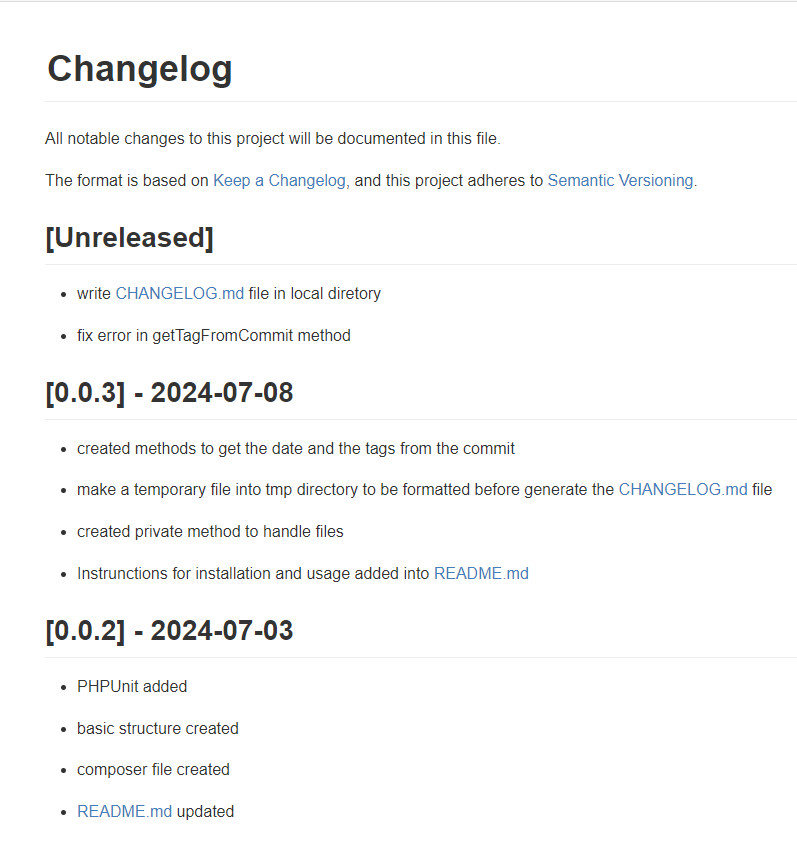 Changelog
All notable changes to this project will be documented in this file.
The format is based on Keep a Changelog, and this project adheres to Semantic Versioning.
[Unreleased]
write CHANGELOG.md file in local diretory
fix error in getTagFromCommit method
[0.0.3] - 2024-07-08
created methods to get the date and the tags from the commit
make a temporary file into tmp directory to be formatted before generate the CHANGELOG.md file
created private method to handle files
Instrunctions for installation and usage added into README.md
[0.0.2] - 2024-07-03
PHPUnit added
basic structure created
composer file created
README.md updated